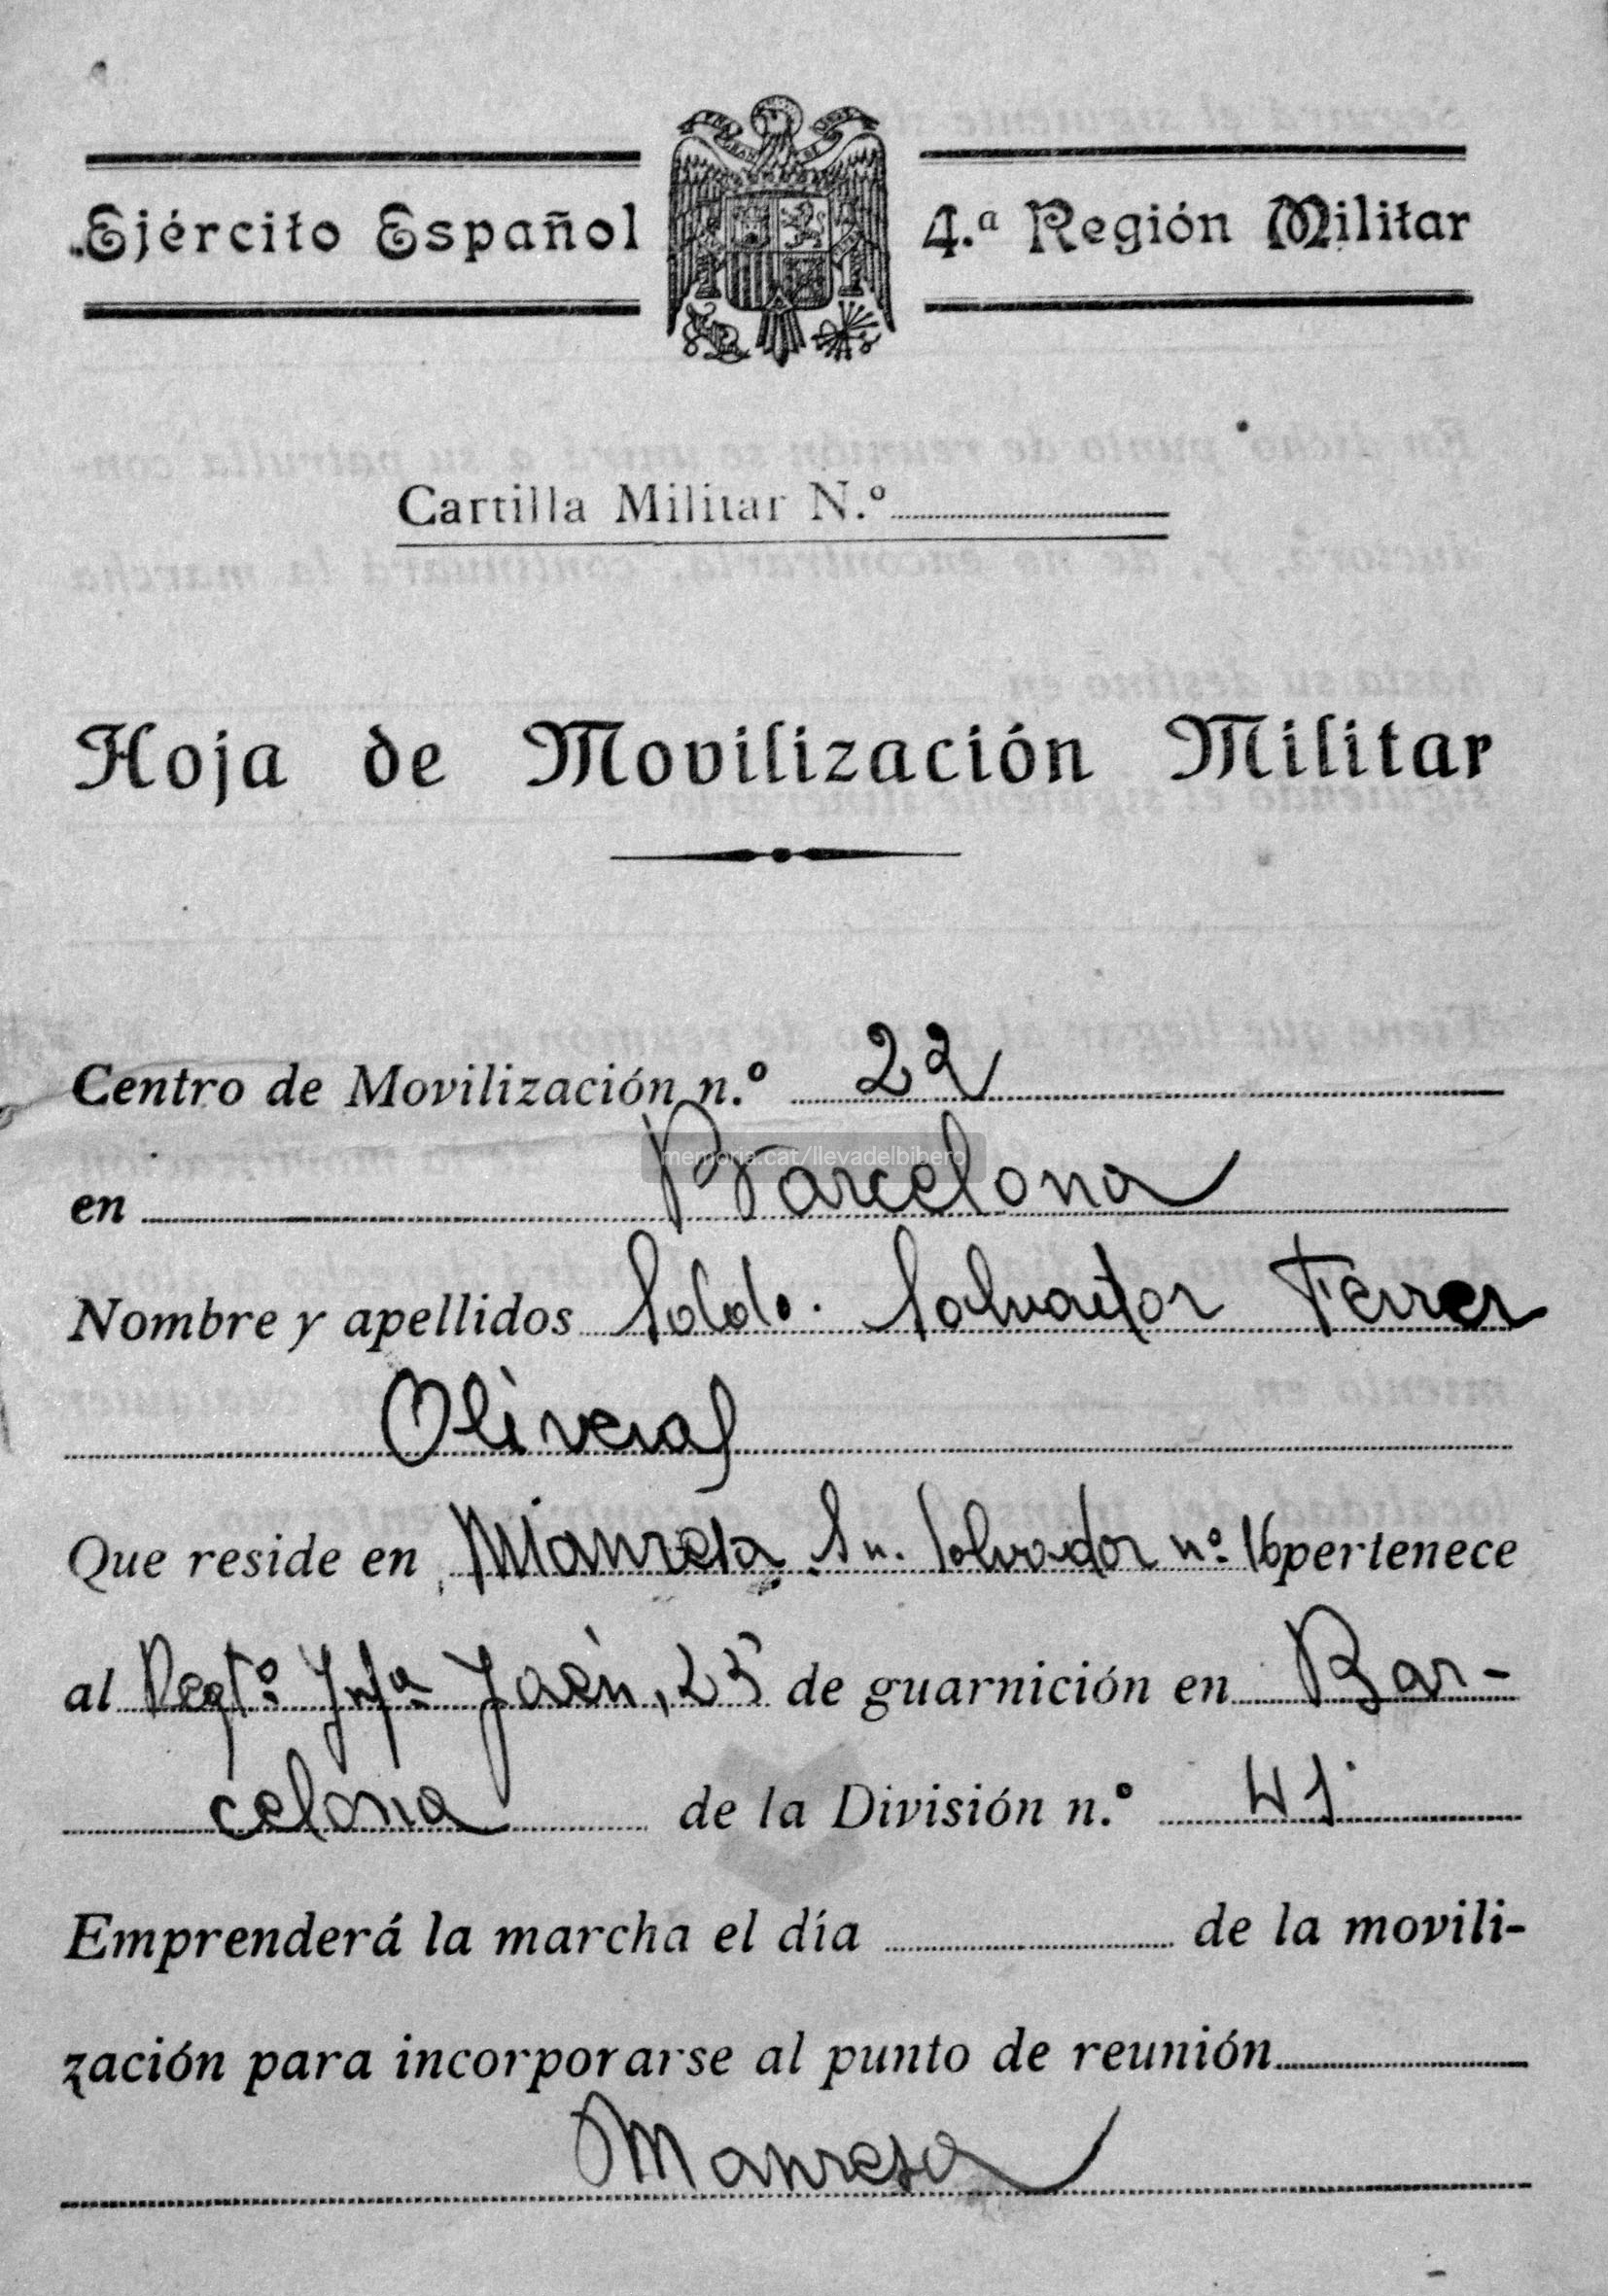 Ejército Español
4.ª Región Militar
Cartilla Militar N.º
Hoja de Movilización Militar
Centro de Movilización n.º 22
memoria.cat/llevadelbibero
en Barcelona
Nombre y apellidos Soldo. Salvador Ferrer
Oliveras
Que reside en Manresa Sn. Salvador nº 16 pertenece
al Regtº Infª Jaén, 25 de guarnición en Bar-
celona de la División n.º 41
Emprenderá la marcha el día de la movili-
zación para incorporarse al punto de reunión
Manresa